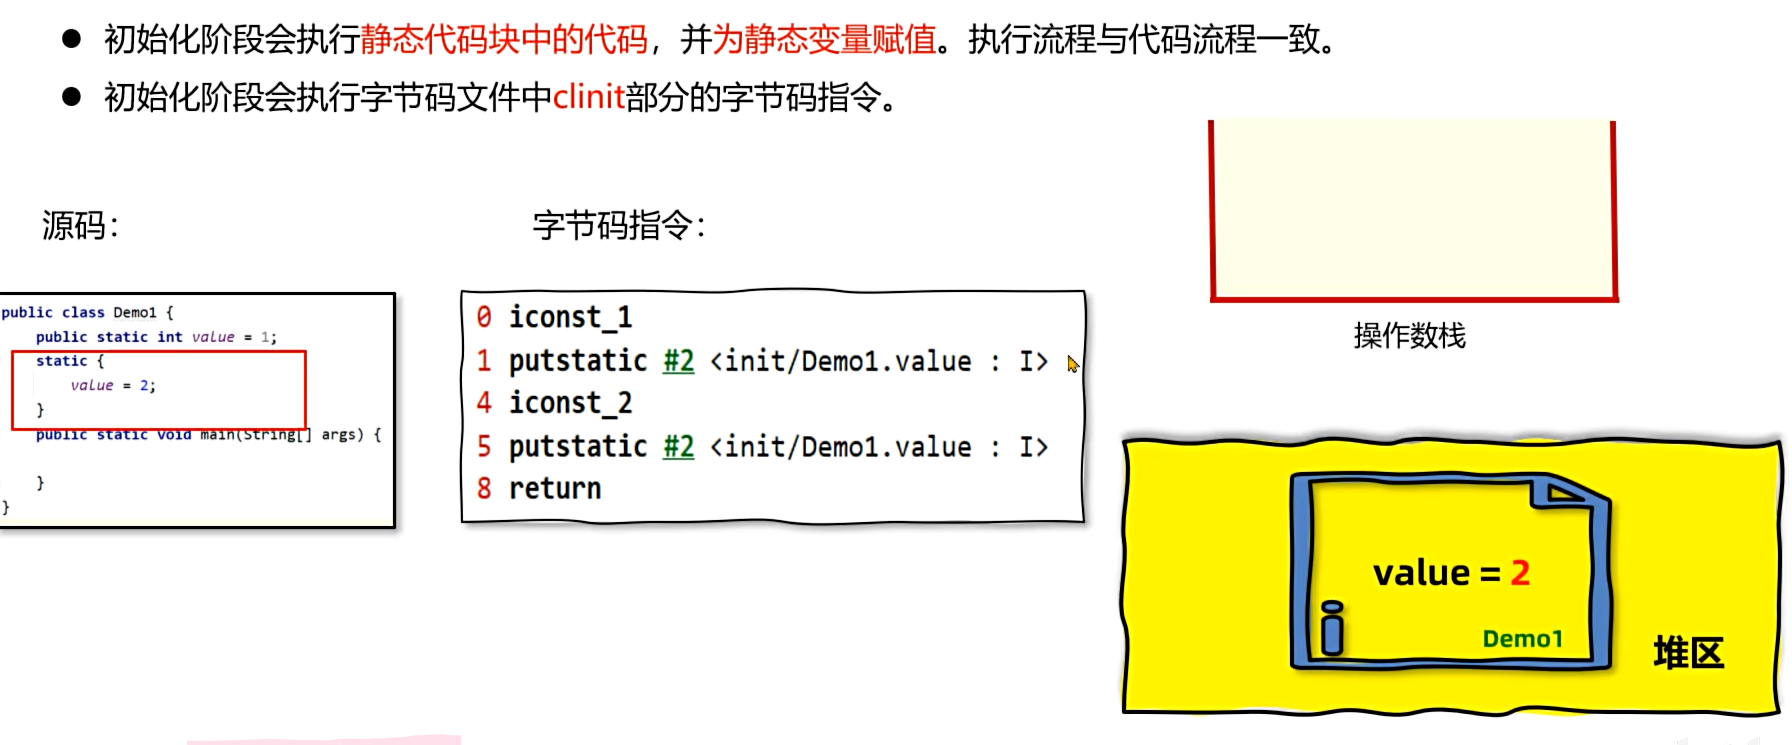 初始化阶段会执行静态代码块中的代码，并为静态变量赋值。执行流程与代码流程一致。
初始化阶段会执行字节码文件中clinit部分的字节码指令。
源码：
public class Demo1 {
public static int value = 1;
static {
value = 2;
}
public static void main(String[] args) {
}
}
字节码指令：
0 iconst_1
1 putstatic #2 <init/Demo1.value : I>
4 iconst_2
5 putstatic #2 <init/Demo1.value : I>
8 return
操作数栈
value = 2
Demo1
堆区